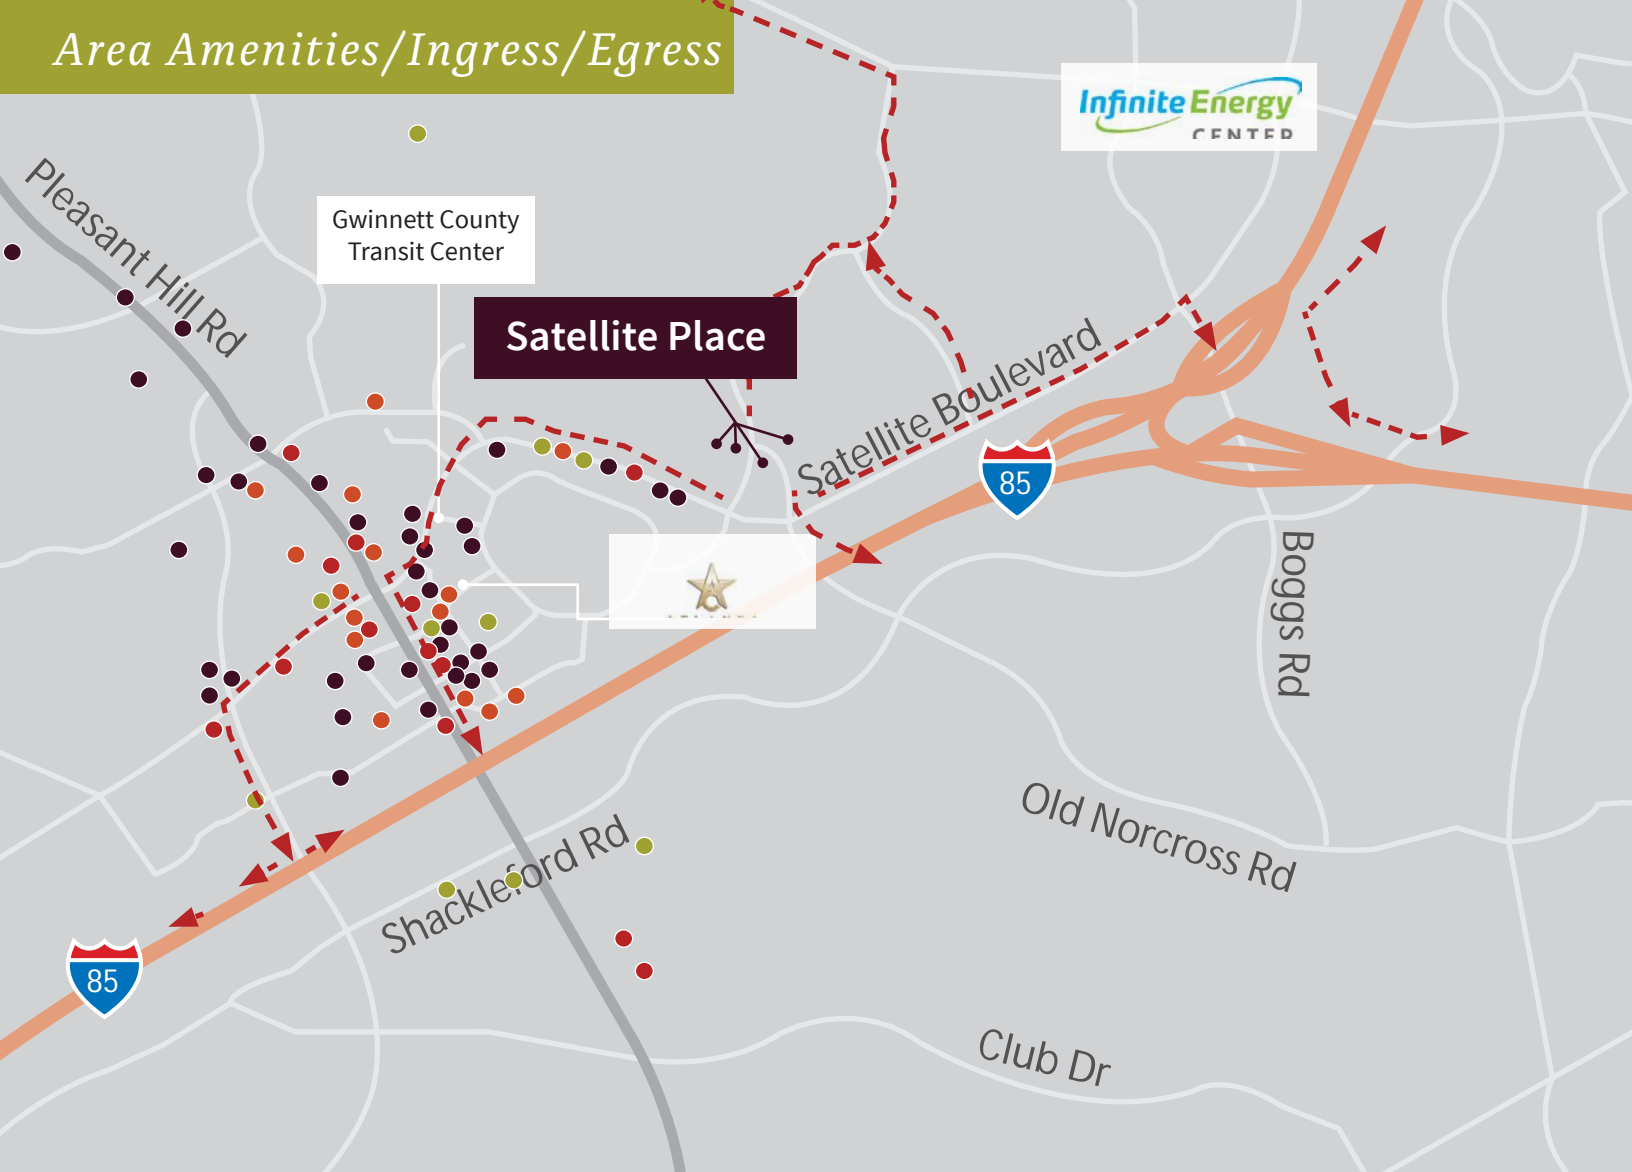 Area Amenities/Ingress/Egress
Infinite Energy
CENTER
Pleasant Hill Rd
Gwinnett County
Transit Center
Satellite Place
Satellite Boulevard
85
Boggs Rd
Old Norcross Rd
Shackleford Rd
85
Club Dr